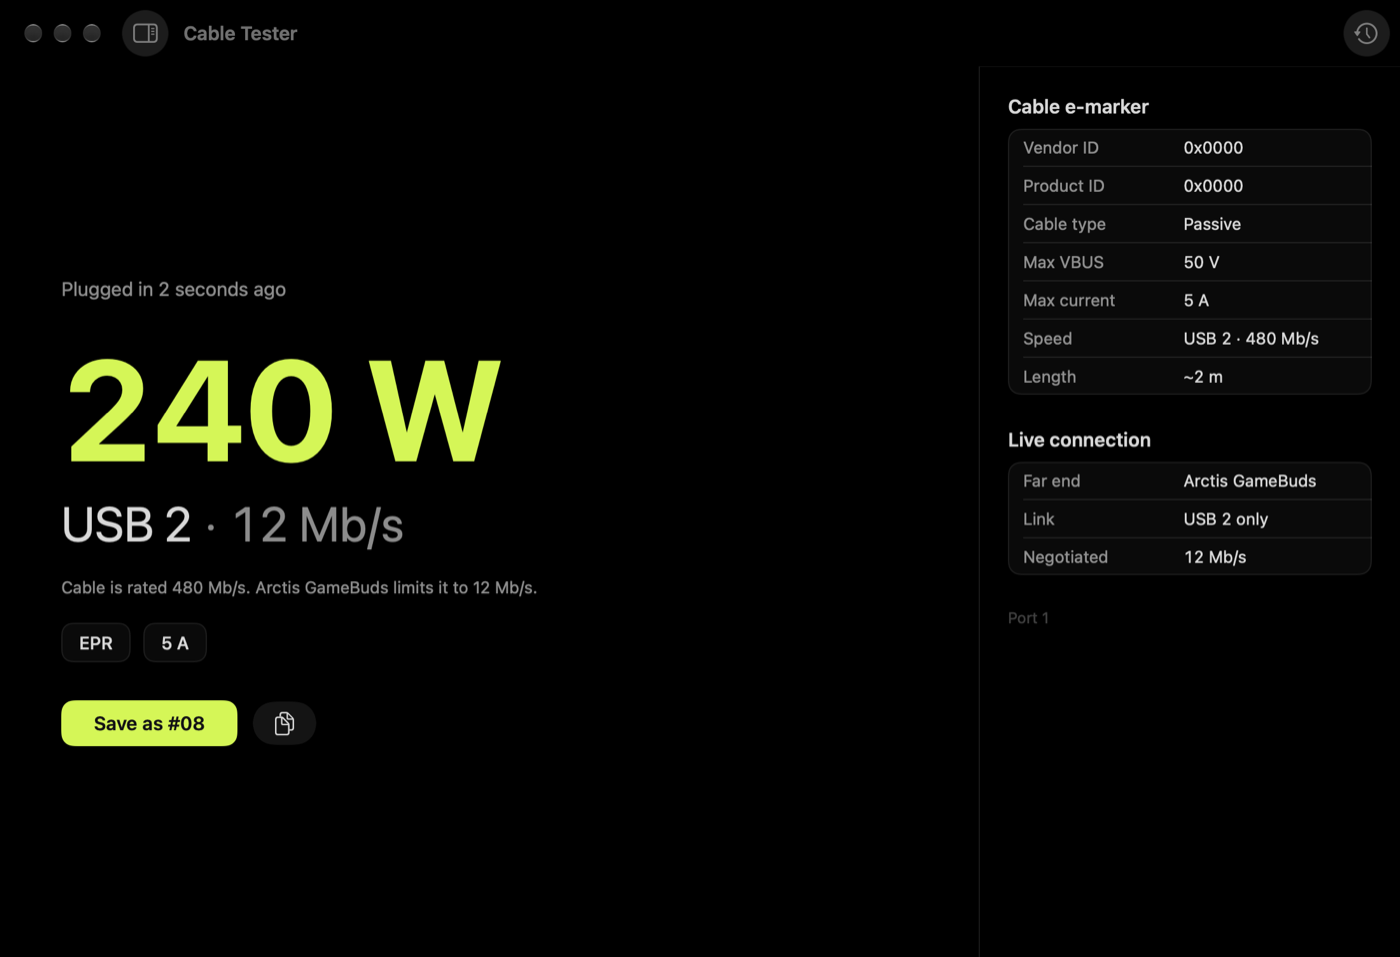 Cable Tester
Plugged in 2 seconds ago
240 W
USB 2 · 12 Mb/s
Cable is rated 480 Mb/s. Arctis GameBuds limits it to 12 Mb/s.
EPR 5 A
Save as #08
Cable e-marker
Vendor ID 0x0000
Product ID 0x0000
Cable type Passive
Max VBUS 50 V
Max current 5 A
Speed USB 2 · 480 Mb/s
Length ~2 m
Live connection
Far end Arctis GameBuds
Link USB 2 only
Negotiated 12 Mb/s
Port 1